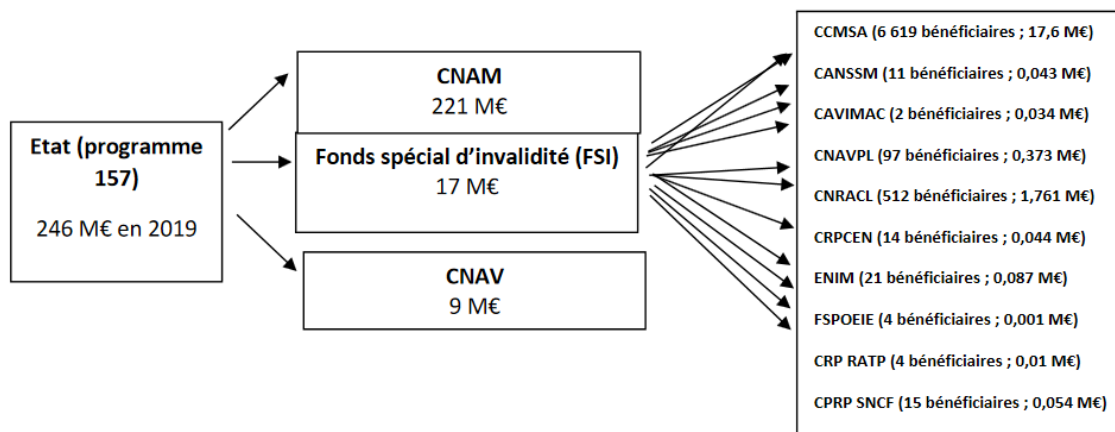 Etat (programme
157)
246 M€ en 2019
CNAM
221 M€
Fonds spécial d'invalidité (FSI)
17 M€
CNAV
9 M€
CCMSA (6 619 bénéficiaires ; 17,6 M€)
CANSSM (11 bénéficiaires ; 0,043 M€)
CAVIMAC (2 bénéficiaires ; 0,034 M€)
CNAVPL (97 bénéficiaires ; 0,373 M€)
CNRACL (512 bénéficiaires ; 1,761 M€)
CRPCEN (14 bénéficiaires ; 0,044 M€)
ENIM (21 bénéficiaires ; 0,087 M€)
FSPOEIE (4 bénéficiaires ; 0,001 M€)
CRP RATP (4 bénéficiaires ; 0,01 M€)
CPRP SNCF (15 bénéficiaires ; 0,054 M€)